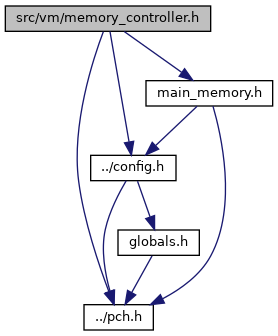 src/vm/memory_controller.h
main_memory.h
../config.h
globals.h
../pch.h